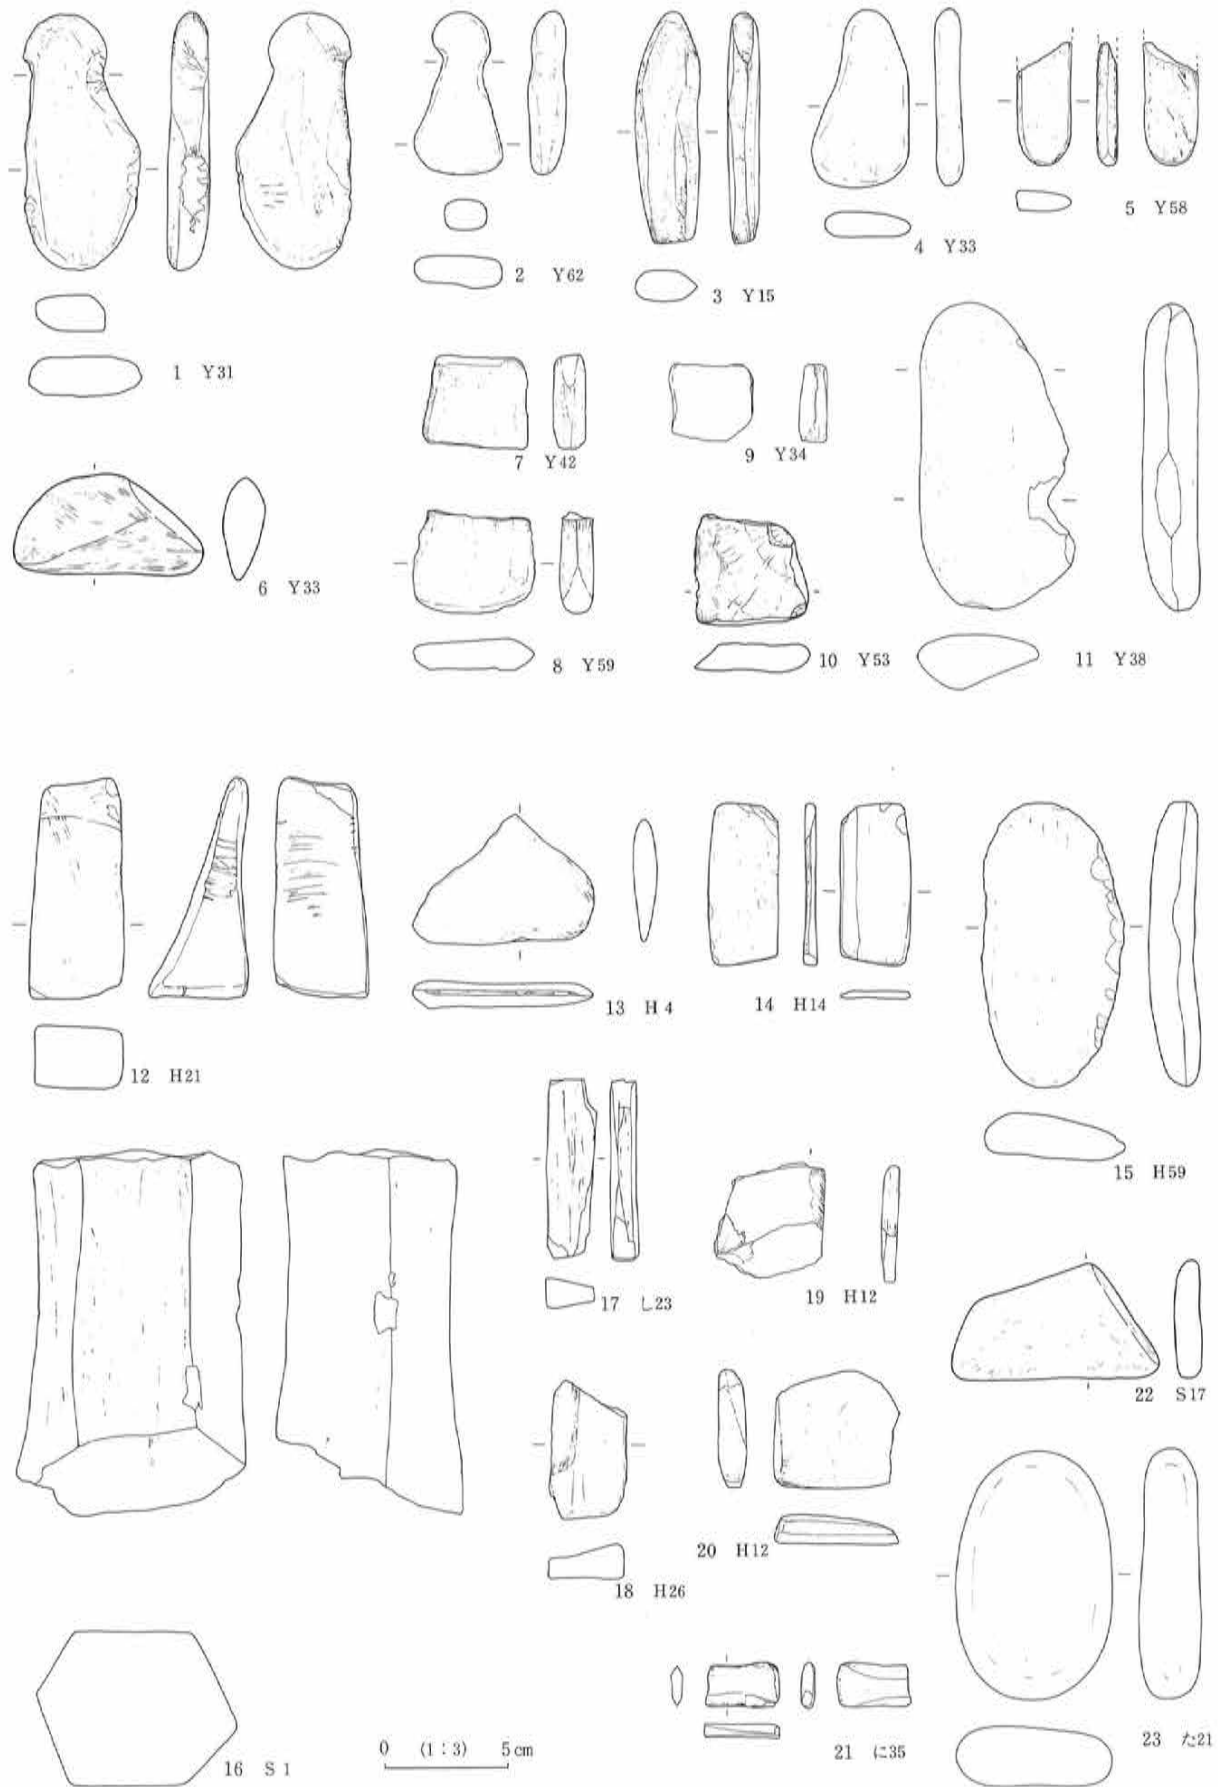 1 Y31
2 Y62
3 Y15
4 Y33
5 Y58
6 Y33
7 Y42
8 Y59
9 Y34
10 Y53
11 Y38
12 H21
13 H4
14 H14
15 H59
16 S1
17 し23
18 H26
19 H12
20 H12
21 に35
22 S17
23 た21
0 (1:3) 5cm